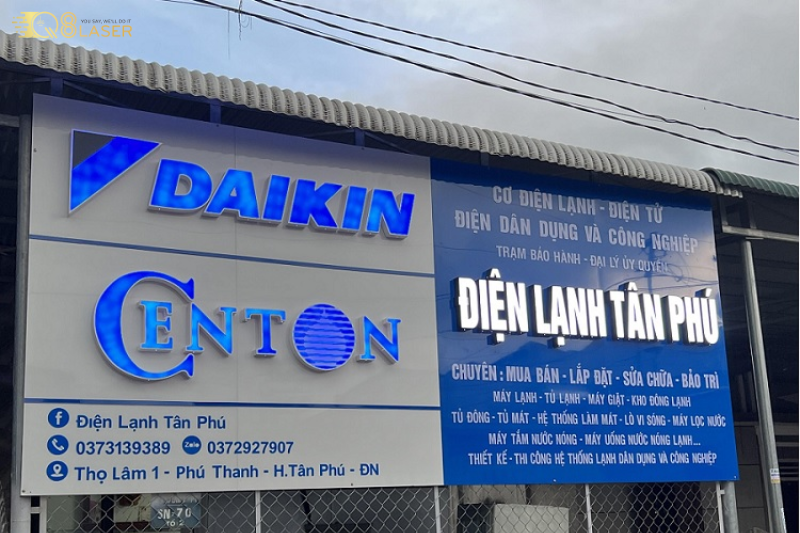 Q8 LASER
YOU SAY, WE'LL DO IT
DAIKIN
CENTON
Điện Lạnh Tân Phú
0373139389 Zalo 0372927907
Thọ Lâm 1 - Phú Thanh - H.Tân Phú - ĐN
CƠ ĐIỆN LẠNH - ĐIỆN TỬ
ĐIỆN DÂN DỤNG VÀ CÔNG NGHIỆP
TRẠM BẢO HÀNH - ĐẠI LÝ ỦY QUYỀN
ĐIỆN LẠNH TÂN PHÚ
CHUYÊN : MUA BÁN - LẮP ĐẶT - SỬA CHỮA - BẢO TRÌ
MÁY LẠNH - TỦ LẠNH - MÁY GIẶT - KHO ĐÔNG LẠNH
TỦ ĐÔNG - TỦ MÁT - HỆ THỐNG LÀM MÁT - LÒ VI SÓNG - MÁY LỌC NƯỚC
MÁY TẮM NƯỚC NÓNG - MÁY UỐNG NƯỚC NÓNG LẠNH ...
THIẾT KẾ - THI CÔNG HỆ THỐNG LẠNH DÂN DỤNG VÀ CÔNG NGHIỆP
SN 70